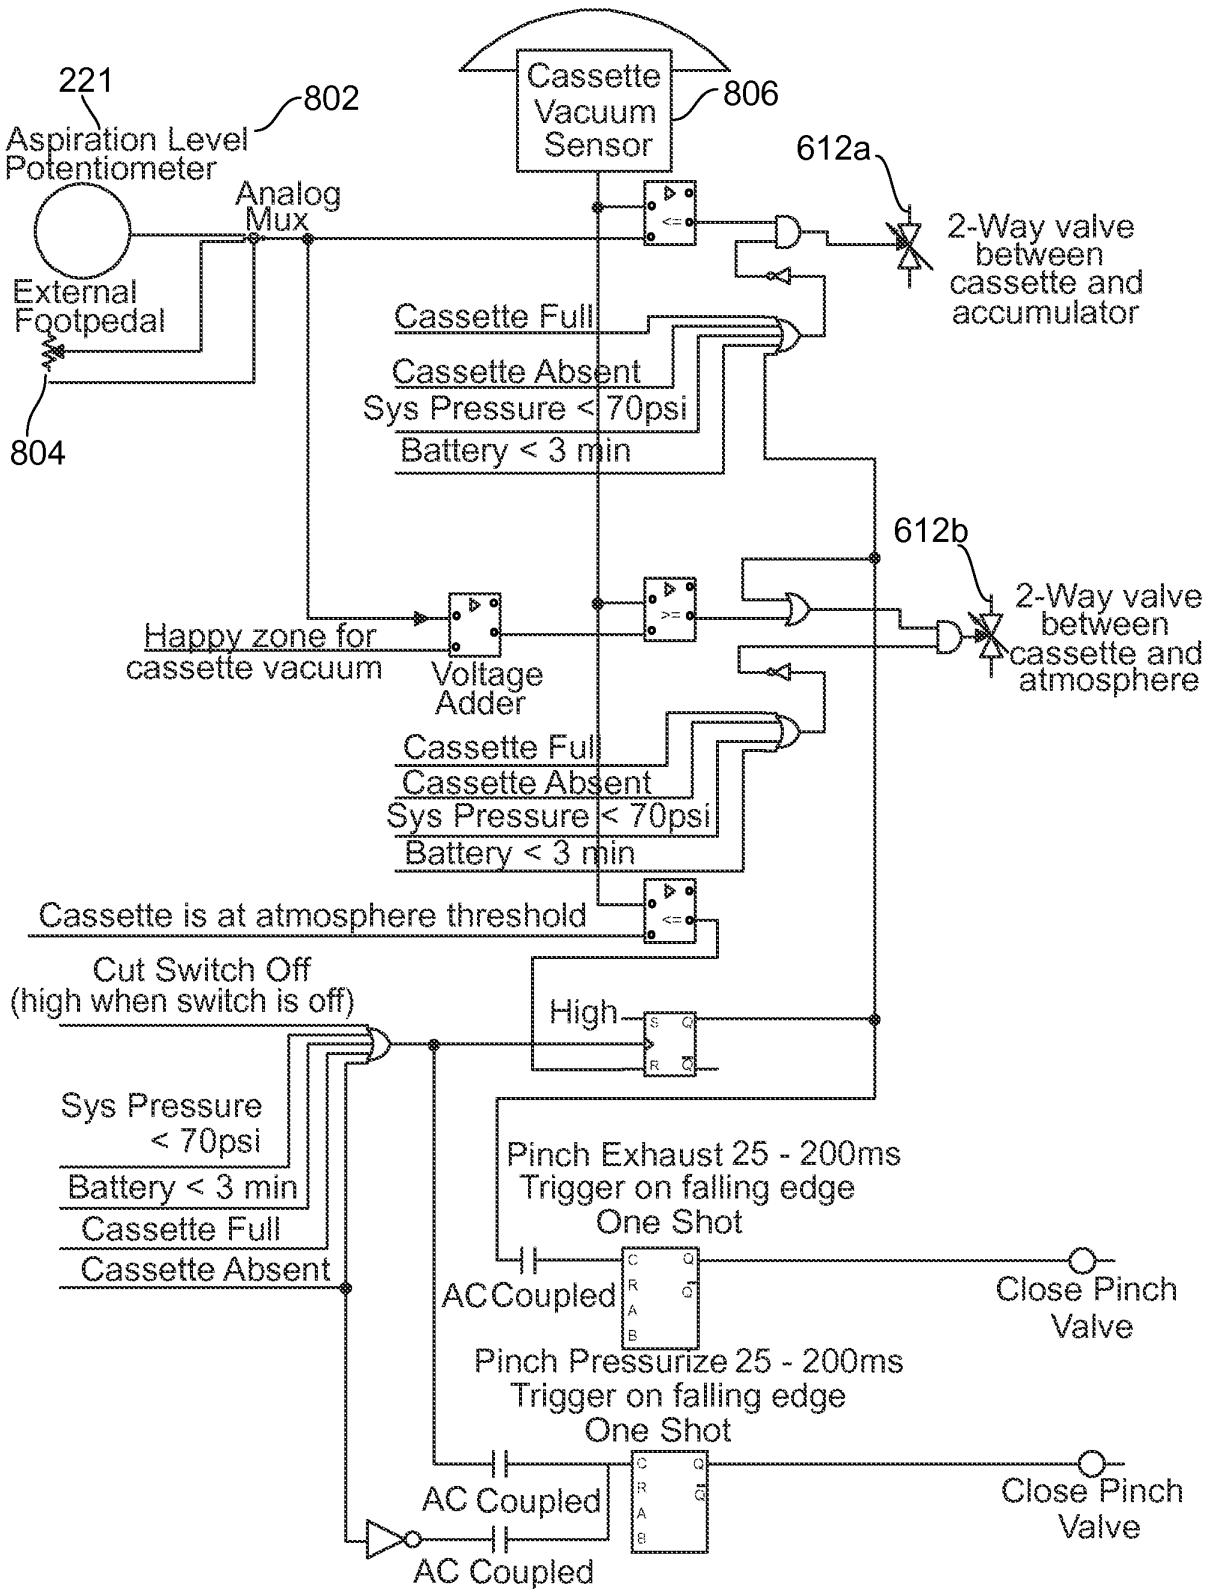 Cassette
Vacuum
Sensor
806
221
802
Aspiration Level
Potentiometer
Analog
Mux
External
Footpedal
804
<=
612a
2-Way valve
between
cassette and
accumulator
Cassette Full
Cassette Absent
Sys Pressure < 70psi
Battery < 3 min
612b
2-Way valve
between
cassette and
atmosphere
>=
Happy zone for
cassette vacuum
Voltage
Adder
Cassette Full
Cassette Absent
Sys Pressure < 70psi
Battery < 3 min
Cassette is at atmosphere threshold
<=
Cut Switch Off
(high when switch is off)
High
S Q
R Q
Sys Pressure
< 70psi
Battery < 3 min
Cassette Full
Cassette Absent
Pinch Exhaust 25 - 200ms
Trigger on falling edge
One Shot
AC Coupled
C Q
R Q
A
B
Close Pinch
Valve
Pinch Pressurize 25 - 200ms
Trigger on falling edge
One Shot
AC Coupled
C Q
R Q
A
B
Close Pinch
Valve
AC Coupled